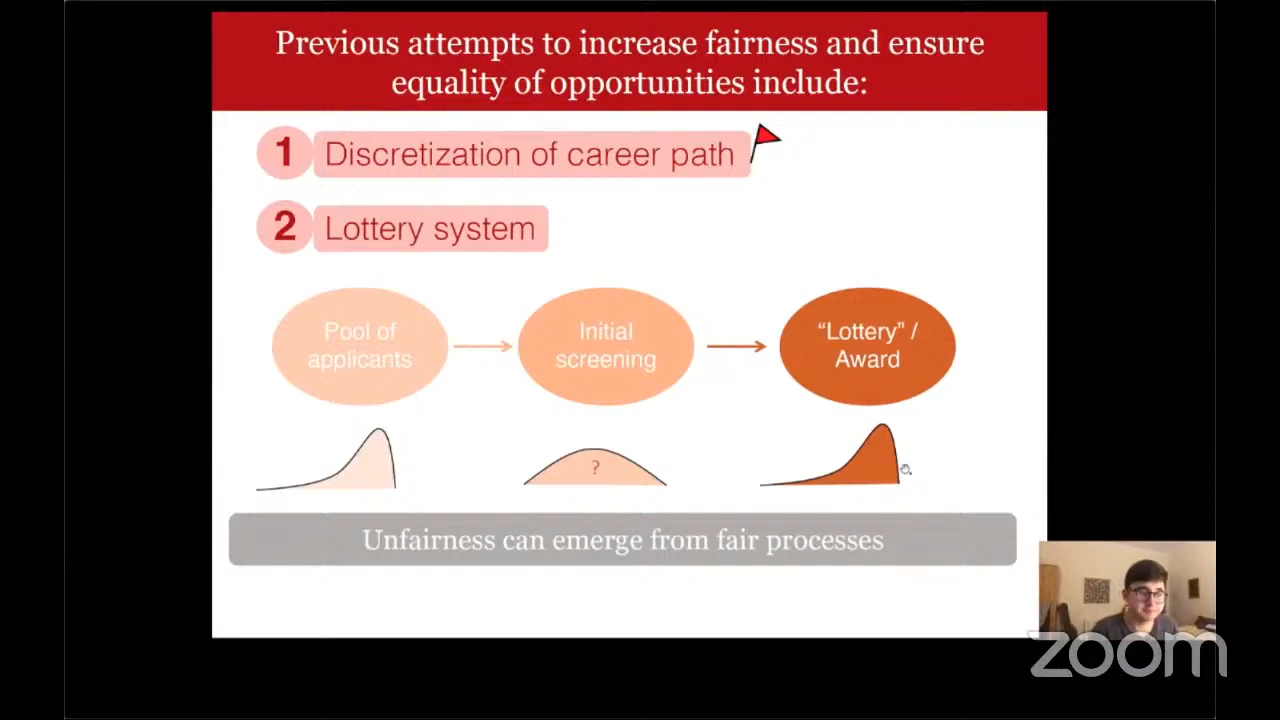 Previous attempts to increase fairness and ensure
equality of opportunities include:
1 Discretization of career path
2 Lottery system
Pool of
applicants
Initial
screening
“Lottery” /
Award
?
Unfairness can emerge from fair processes
zoom